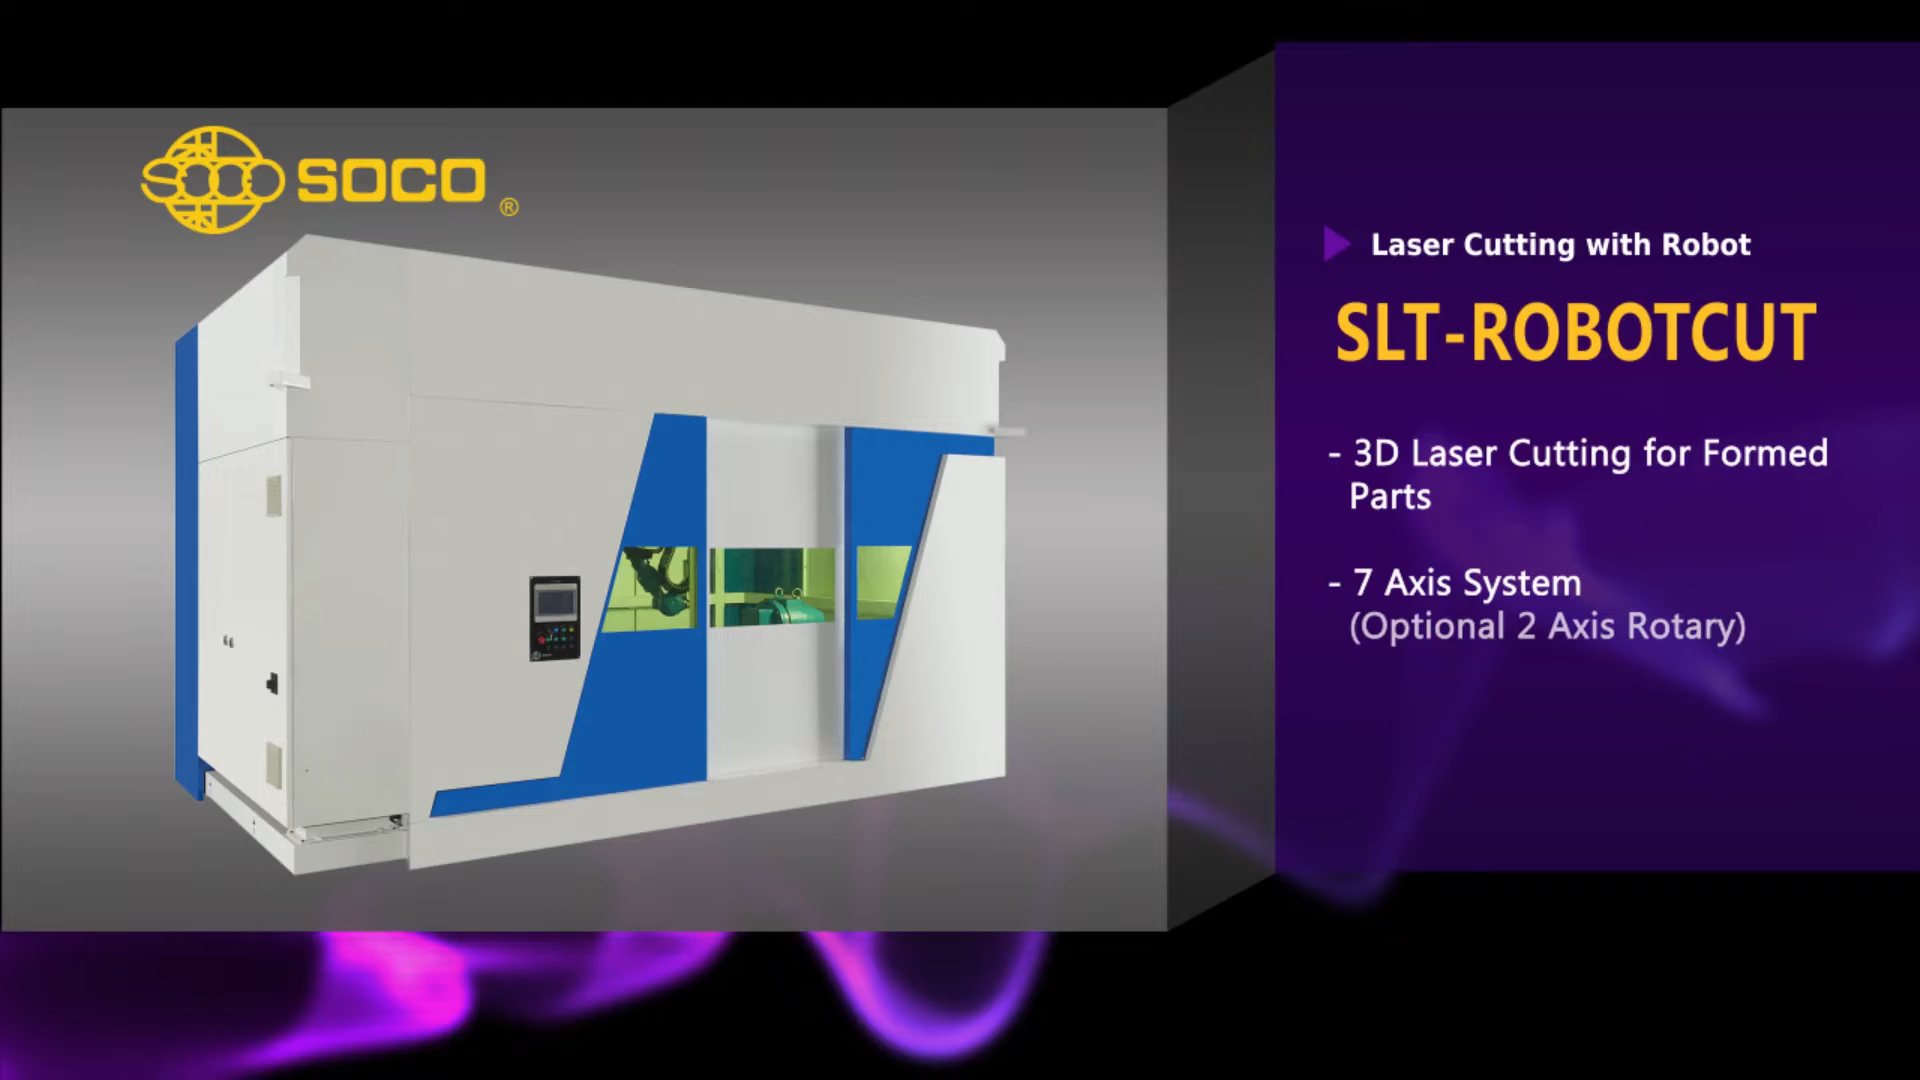 SOCO SOCO ®
Laser Cutting with Robot
SLT-ROBOTCUT
- 3D Laser Cutting for Formed
Parts
- 7 Axis System
(Optional 2 Axis Rotary)